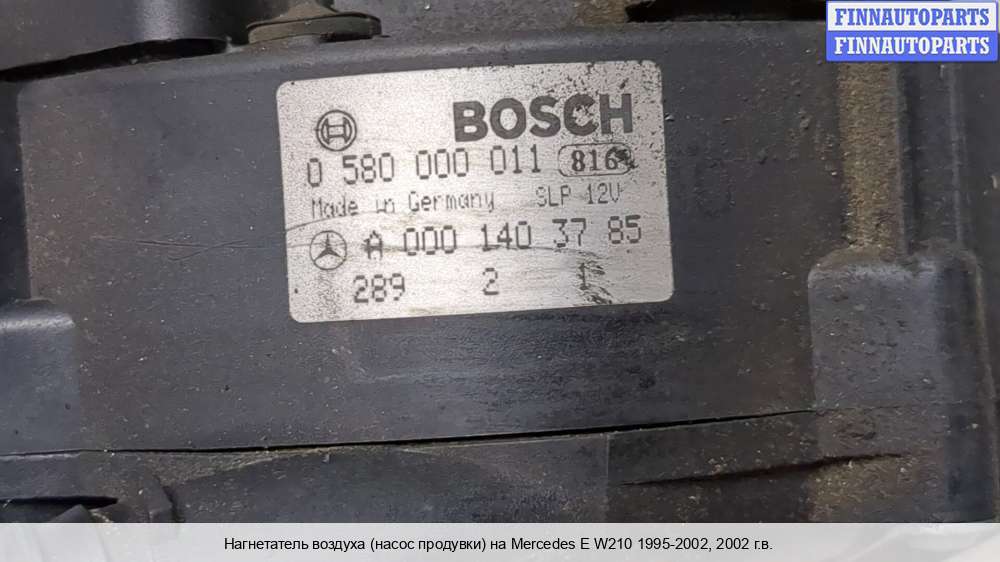 FINNAUTOPARTS
FINNAUTOPARTS
BOSCH
0 580 000 011 816
Made in Germany SLP 12V
A 000 140 37 85
289 2 1
Нагнетатель воздуха (насос продувки) на Mercedes E W210 1995-2002, 2002 г.в.